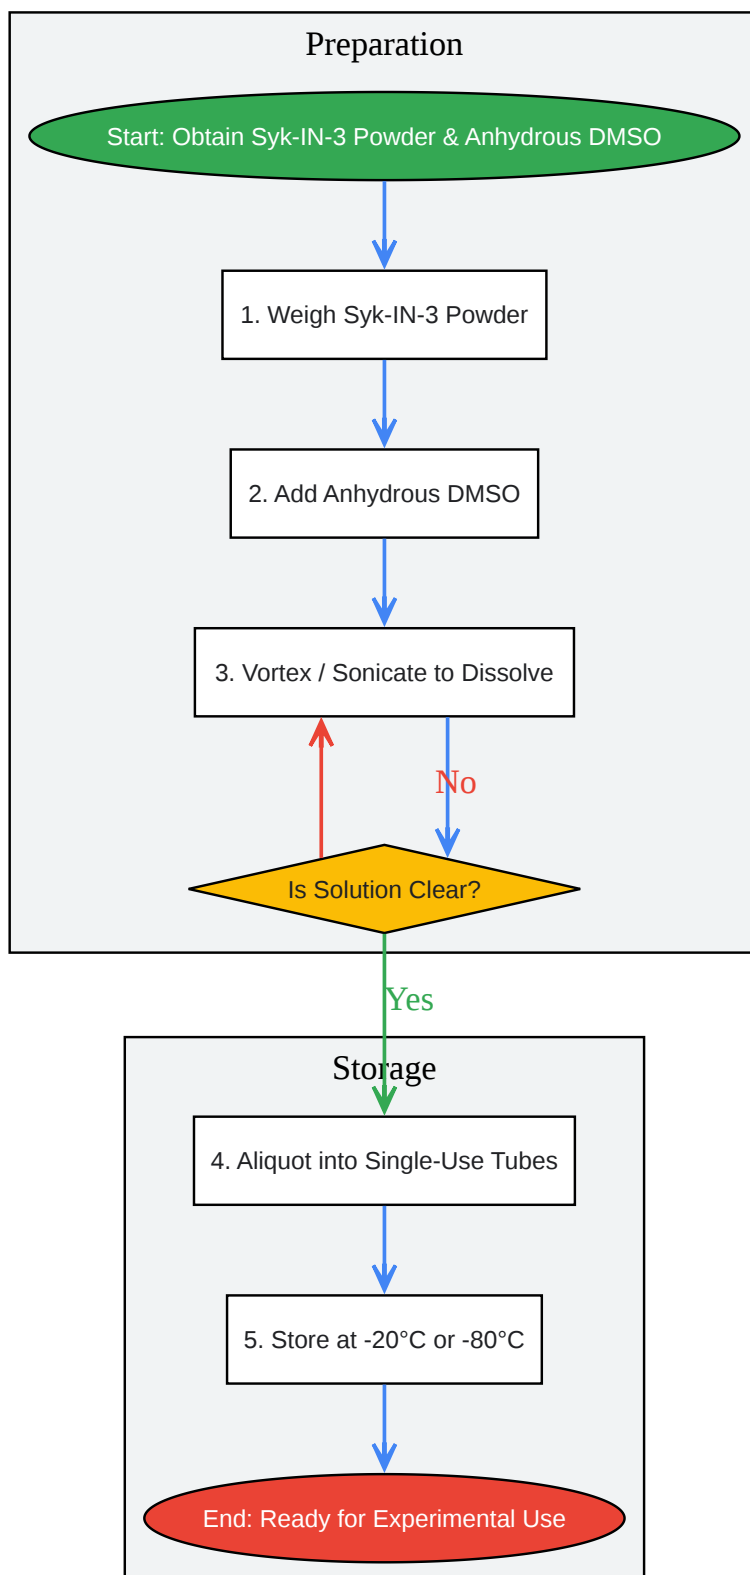 Preparation
Start: Obtain Syk-IN-3 Powder & Anhydrous DMSO
1. Weigh Syk-IN-3 Powder
2. Add Anhydrous DMSO
3. Vortex / Sonicate to Dissolve
No
Is Solution Clear?
Yes
Storage
4. Aliquot into Single-Use Tubes
5. Store at -20°C or -80°C
End: Ready for Experimental Use